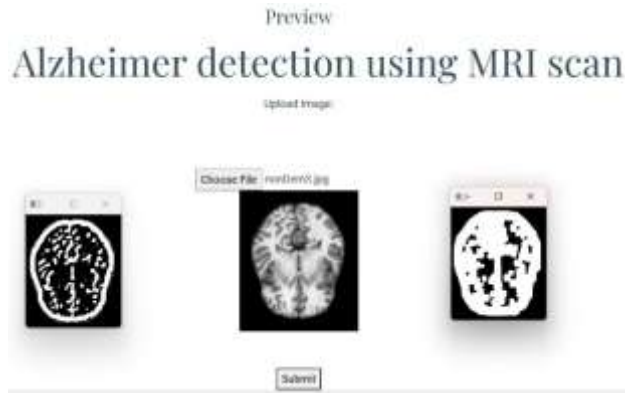 Preview
Alzheimer detection using MRI scan
Upload Image:
Choose File
Submit